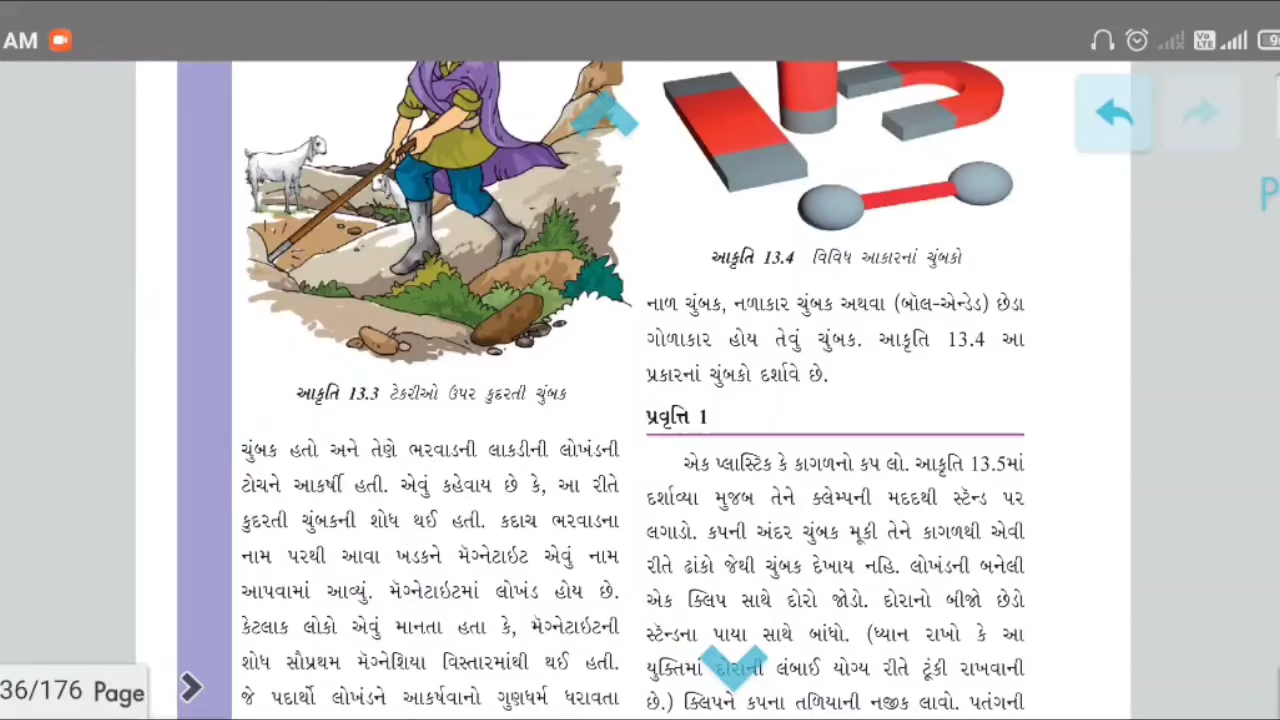 AM
VoLTE
આકૃતિ 13.3 ટેકરીઓ ઉપર કુદરતી ચુંબક
ચુંબક હતો અને તેણે ભરવાડની લાકડીની લોખંડની
ટોચને આકર્ષી હતી. એવું કહેવાય છે કે, આ રીતે
કુદરતી ચુંબકની શોધ થઈ હતી. કદાચ ભરવાડના
નામ પરથી આવા ખડકને મૅગ્નેટાઇટ એવું નામ
આપવામાં આવ્યું. મૅગ્નેટાઇટમાં લોખંડ હોય છે.
કેટલાક લોકો એવું માનતા હતા કે, મૅગ્નેટાઇટની
શોધ સૌપ્રથમ મૅગ્નેશિયા વિસ્તારમાંથી થઈ હતી.
જે પદાર્થો લોખંડને આકર્ષવાનો ગુણધર્મ ધરાવતા
આકૃતિ 13.4 વિવિધ આકારનાં ચુંબકો
નાળ ચુંબક, નળાકાર ચુંબક અથવા (બૉલ-એન્ડેડ) છેડા
ગોળાકાર હોય તેવું ચુંબક. આકૃતિ 13.4 આ
પ્રકારનાં ચુંબકો દર્શાવે છે.
પ્રવૃત્તિ 1
એક પ્લાસ્ટિક કે કાગળનો કપ લો. આકૃતિ 13.5માં
દર્શાવ્યા મુજબ તેને ક્લેમ્પની મદદથી સ્ટૅન્ડ પર
લગાડો. કપની અંદર ચુંબક મૂકી તેને કાગળથી એવી
રીતે ઢાંકો જેથી ચુંબક દેખાય નહિ. લોખંડની બનેલી
એક ક્લિપ સાથે દોરો જોડો. દોરાનો બીજો છેડો
સ્ટૅન્ડના પાયા સાથે બાંધો. (ધ્યાન રાખો કે આ
યુક્તિમાં દોરાની લંબાઈ યોગ્ય રીતે ટૂંકી રાખવાની
છે.) ક્લિપને કપના તળિયાની નજીક લાવો. પતંગની
36/176 Page